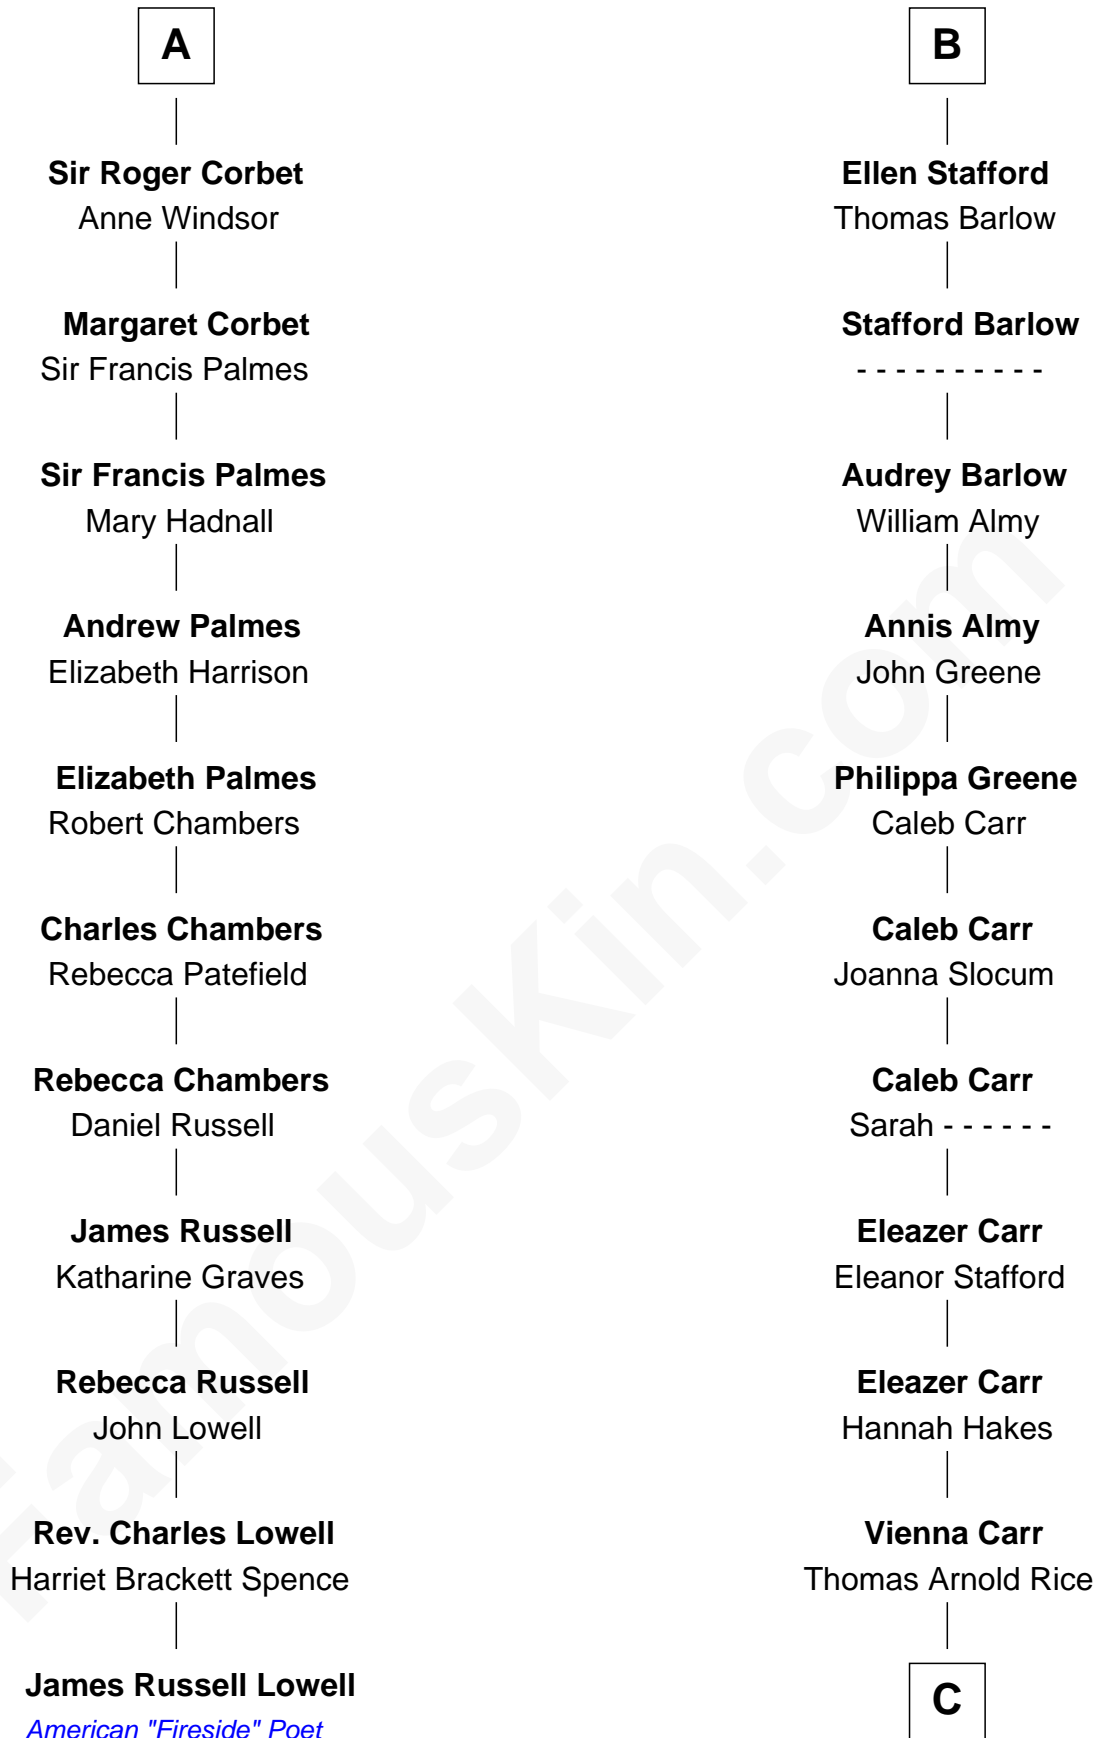 A
Sir Roger Corbet
Anne Windsor
Margaret Corbet
Sir Francis Palmes
Sir Francis Palmes
Mary Hadnall
Andrew Palmes
Elizabeth Harrison
Elizabeth Palmes
Robert Chambers
Charles Chambers
Rebecca Patefield
Rebecca Chambers
Daniel Russell
James Russell
Katharine Graves
Rebecca Russell
John Lowell
Rev. Charles Lowell
Harriet Brackett Spence
James Russell Lowell
American "Fireside" Poet
B
Ellen Stafford
Thomas Barlow
Stafford Barlow
- - - - - - - - - -
Audrey Barlow
William Almy
Annis Almy
John Greene
Philippa Greene
Caleb Carr
Caleb Carr
Joanna Slocum
Caleb Carr
Sarah - - - - - -
Eleazer Carr
Eleanor Stafford
Eleazer Carr
Hannah Hakes
Vienna Carr
Thomas Arnold Rice
C
FamousKin.com